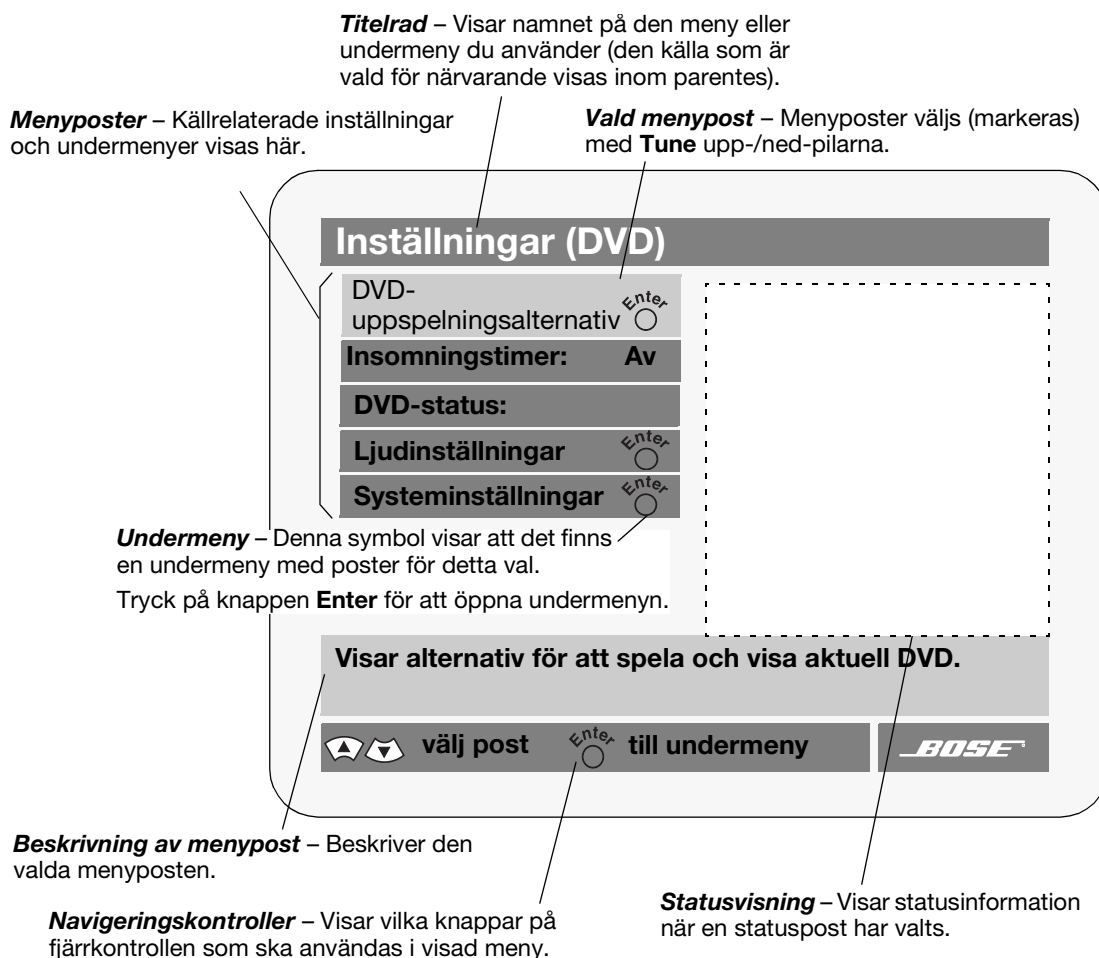 Titelrad – Visar namnet på den meny eller
undermeny du använder (den källa som är
vald för närvarande visas inom parentes).
Menyposter – Källrelaterade inställningar
och undermenyer visas här.
Vald menypost – Menyposter väljs (markeras)
med Tune upp-/ned-pilarna.
Inställningar (DVD)
DVD-
uppspelningsalternativ Enter
Insomningstimer: Av
DVD-status:
Ljudinställningar Enter
Systeminställningar Enter
Undermeny – Denna symbol visar att det finns
en undermeny med poster för detta val.
Tryck på knappen Enter för att öppna undermenyn.
Visar alternativ för att spela och visa aktuell DVD.
välj post Enter till undermeny BOSE
Beskrivning av menypost – Beskriver den
valda menyposten.
Navigeringskontroller – Visar vilka knappar på
fjärrkontrollen som ska användas i visad meny.
Statusvisning – Visar statusinformation
när en statuspost har valts.